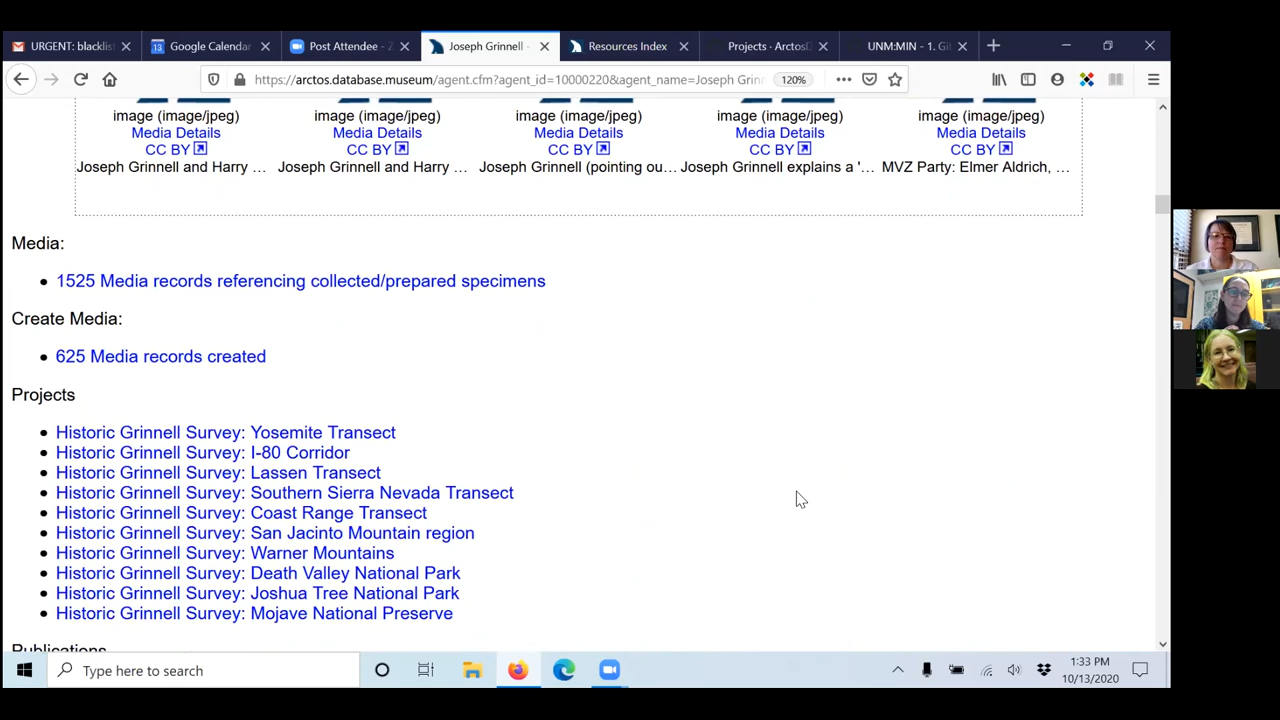 URGENT: blacklis
Google Calendar
Post Attendee - Z
Joseph Grinnell -
Resources Index
Projects · ArctosD
UNM:MIN - 1. Gi
https://arctos.database.museum/agent.cfm?agent_id=10000220&agent_name=Joseph Grin
120%
image (image/jpeg) image (image/jpeg) image (image/jpeg) image (image/jpeg) image (image/jpeg)
Media Details Media Details Media Details Media Details Media Details
CC BY CC BY CC BY CC BY CC BY
Joseph Grinnell and Harry … Joseph Grinnell and Harry … Joseph Grinnell (pointing ou… Joseph Grinnell explains a '… MVZ Party: Elmer Aldrich, …
Media:
1525 Media records referencing collected/prepared specimens
Create Media:
625 Media records created
Projects
Historic Grinnell Survey: Yosemite Transect
Historic Grinnell Survey: I-80 Corridor
Historic Grinnell Survey: Lassen Transect
Historic Grinnell Survey: Southern Sierra Nevada Transect
Historic Grinnell Survey: Coast Range Transect
Historic Grinnell Survey: San Jacinto Mountain region
Historic Grinnell Survey: Warner Mountains
Historic Grinnell Survey: Death Valley National Park
Historic Grinnell Survey: Joshua Tree National Park
Historic Grinnell Survey: Mojave National Preserve
Publications
Type here to search
1:33 PM
10/13/2020